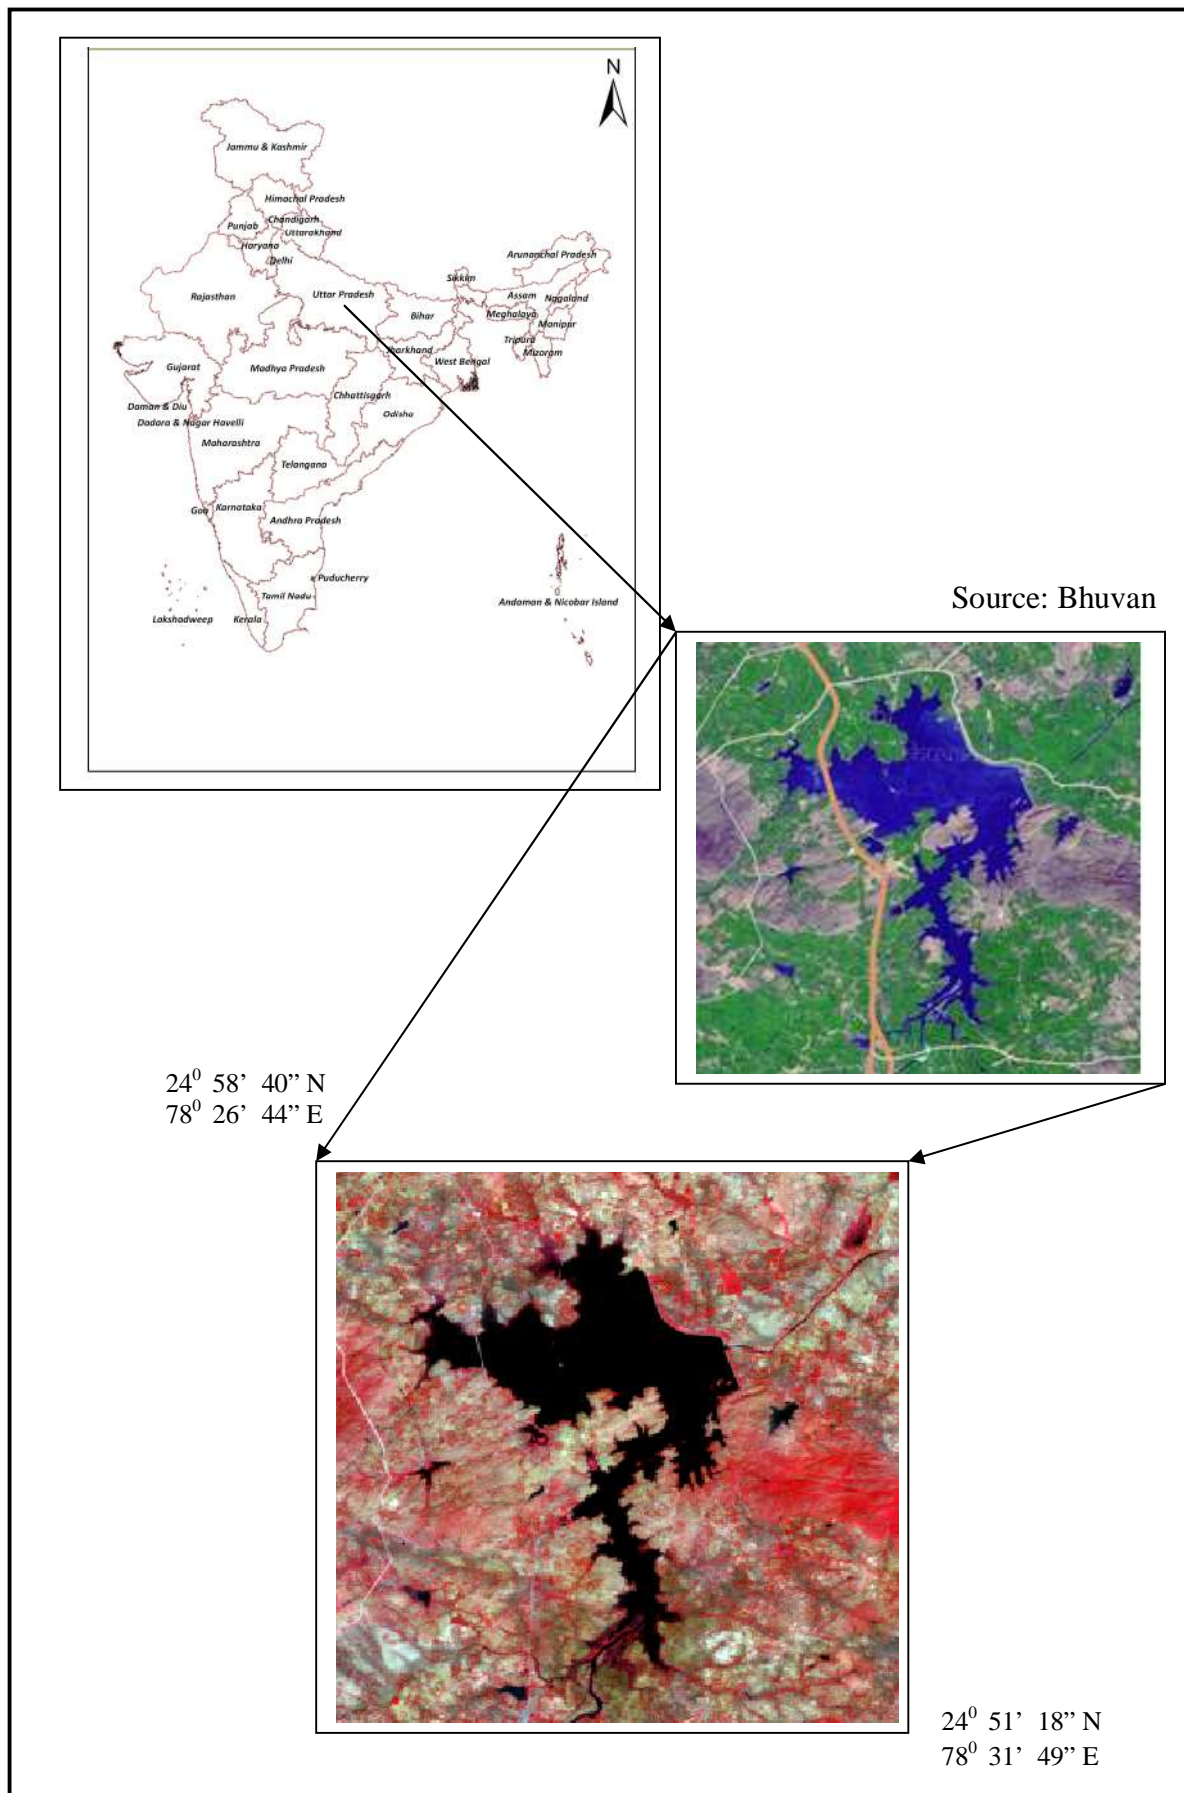 N
Jammu & Kashmir
Himachal Pradesh
Chandigarh
Punjab
Uttarakhand
Haryana
Delhi
Arunanchal Pradesh
Sikkim
Rajasthan
Uttar Pradesh
Assam
Nagaland
Bihar
Meghalaya
Manipur
Tripura
Mizoram
Jharkhand
West Bengal
Gujarat
Madhya Pradesh
Chhattisgarh
Daman & Diu
Odisha
Dadara & Nagar Havelli
Maharashtra
Telangana
Goa
Karnataka
Andhra Pradesh
Puducherry
Tamil Nadu
Andaman & Nicobar Island
Lakshadweep
Kerala
Source: Bhuvan
24⁰ 58’ 40” N
78⁰ 26’ 44” E
24⁰ 51’ 18” N
78⁰ 31’ 49” E